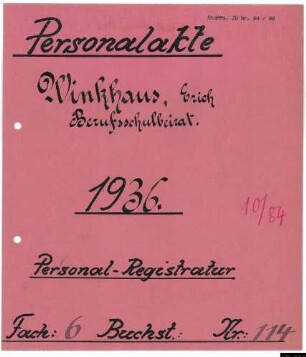 Personalakte
Winkhaus, Erich
Berufsschulbeirat.
1936.
10/84
Personal-Registratur
Fach: 6 Buchst.: Nr.: 114